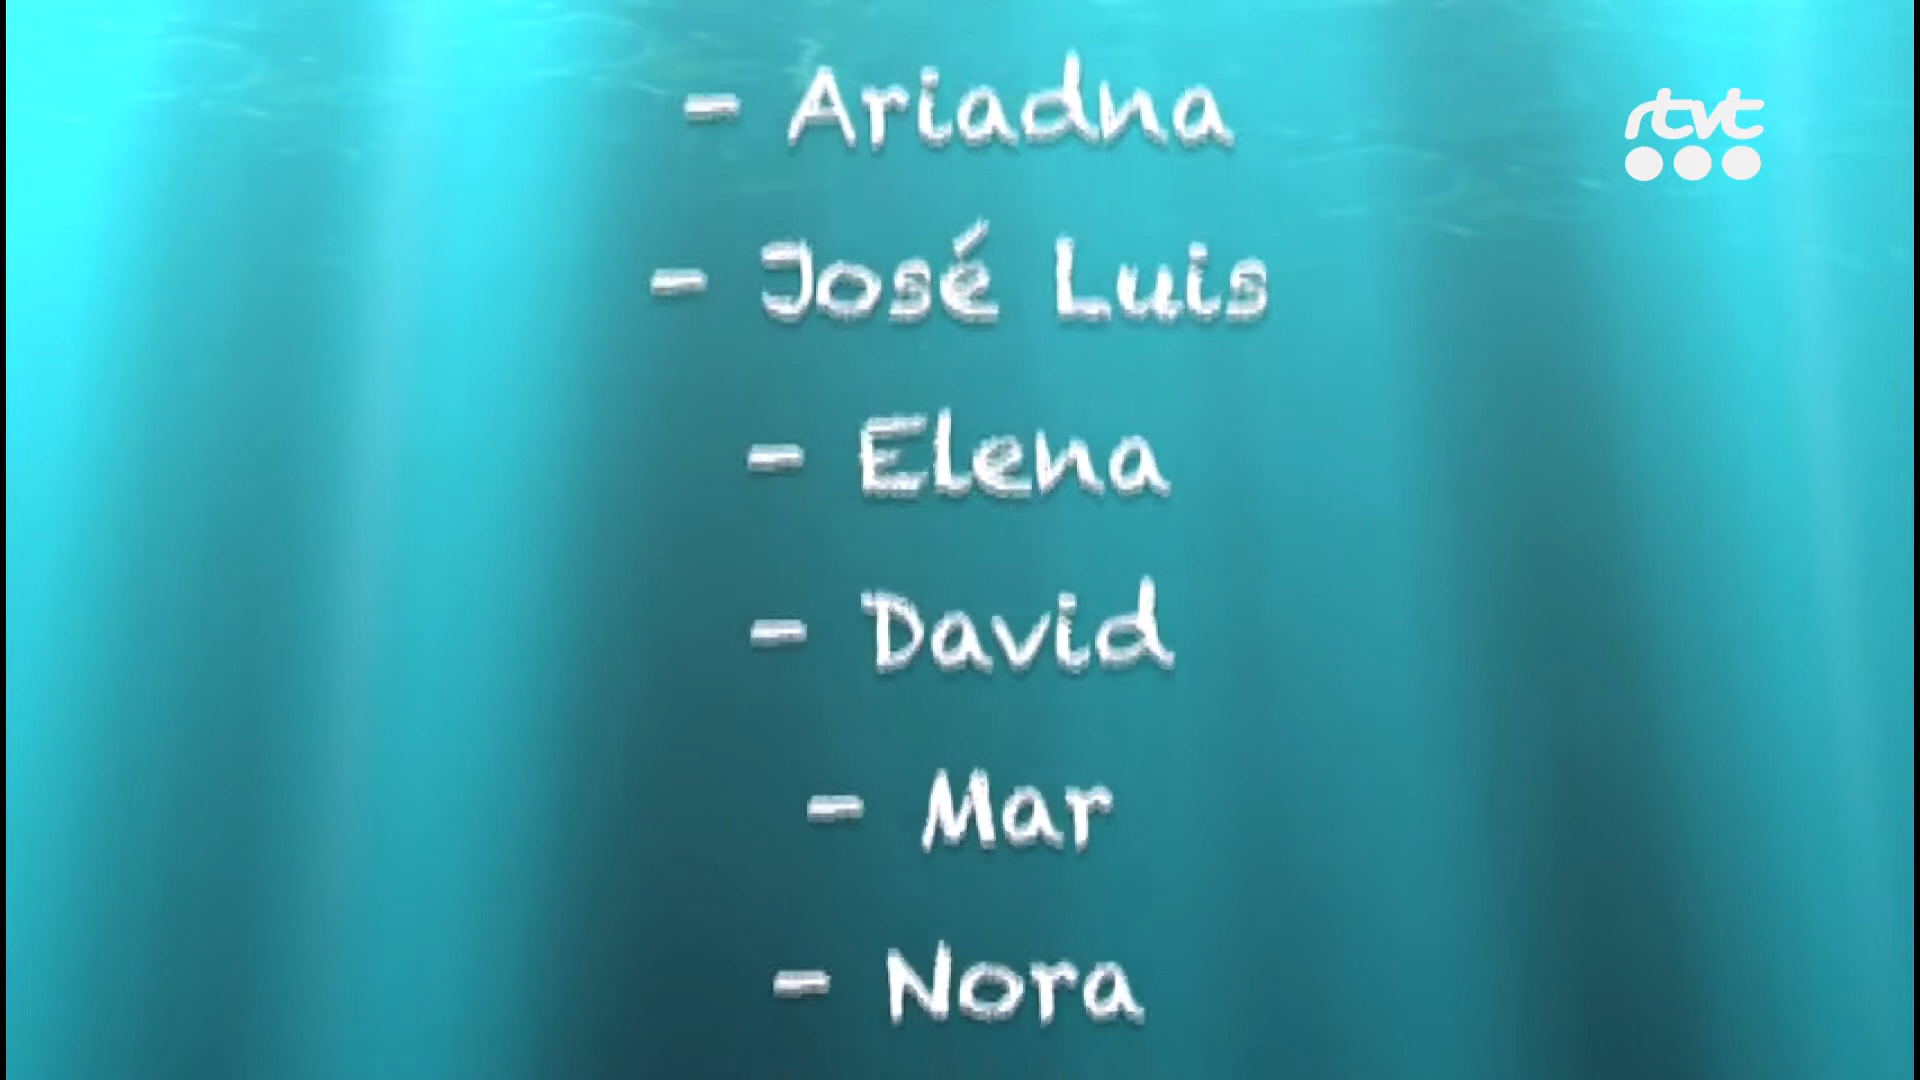 - Ariadna
rtvt
- José Luis
- Elena
- David
- Mar
- Nora